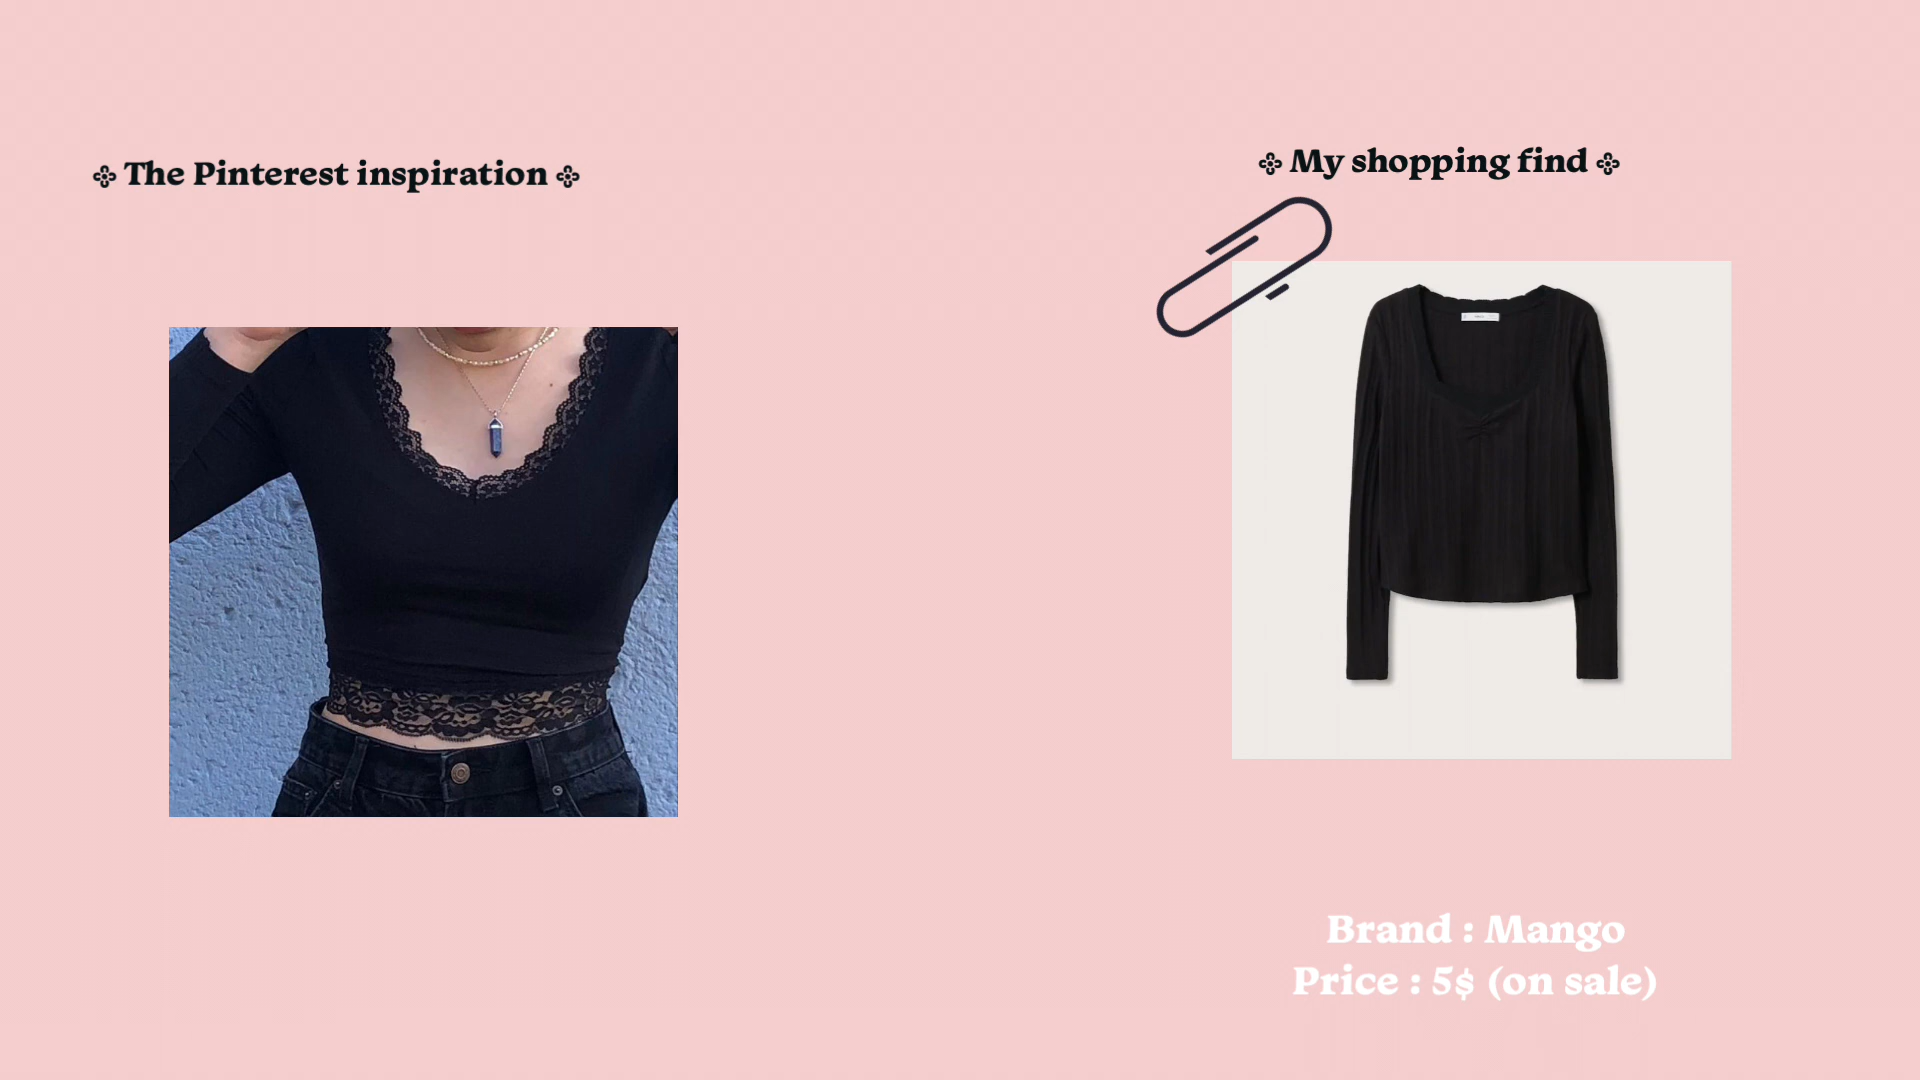 The Pinterest inspiration
My shopping find
Brand : Mango
Price : 5$ (on sale)